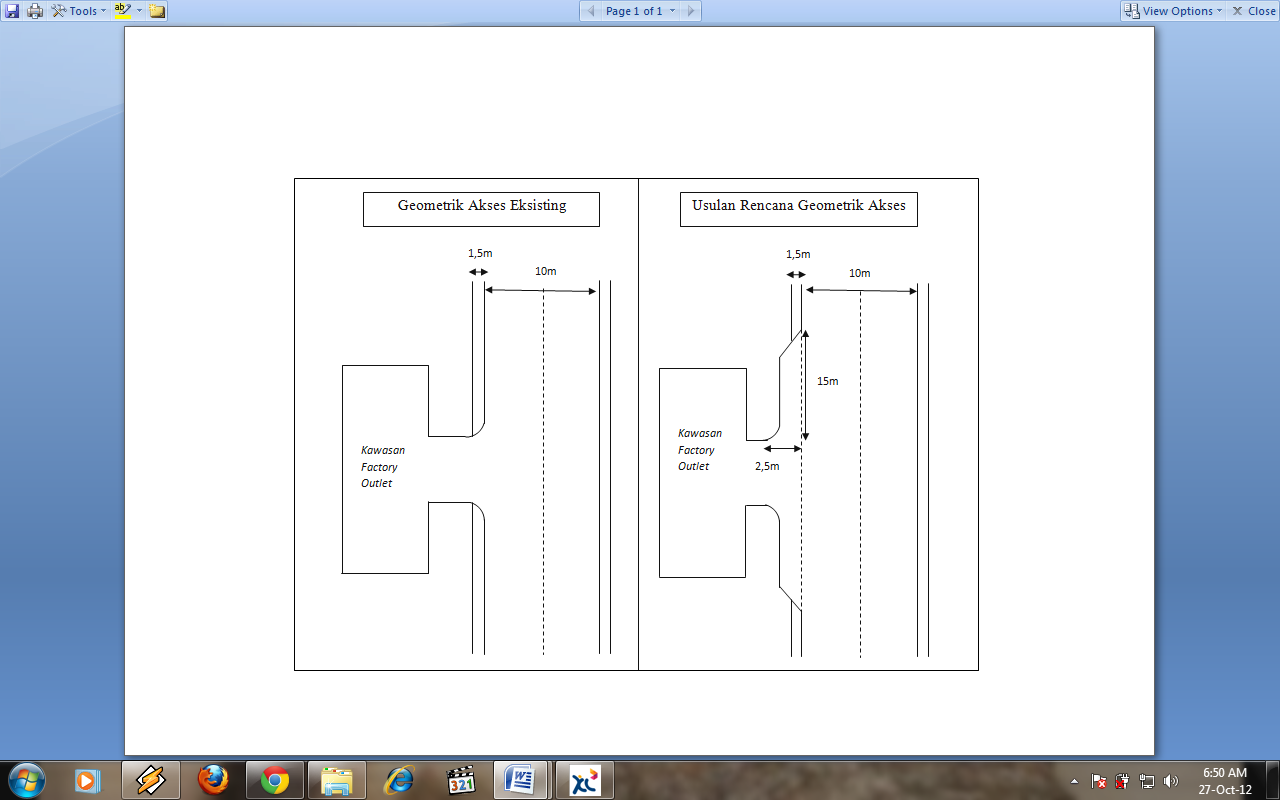 Tools
Page 1 of 1
View Options
Close
Geometrik Akses Eksisting
Usulan Rencana Geometrik Akses
1,5m
10m
1,5m
10m
15m
Kawasan
Factory
Outlet
Kawasan
Factory
Outlet
2,5m
6:50 AM
27-Oct-12
321